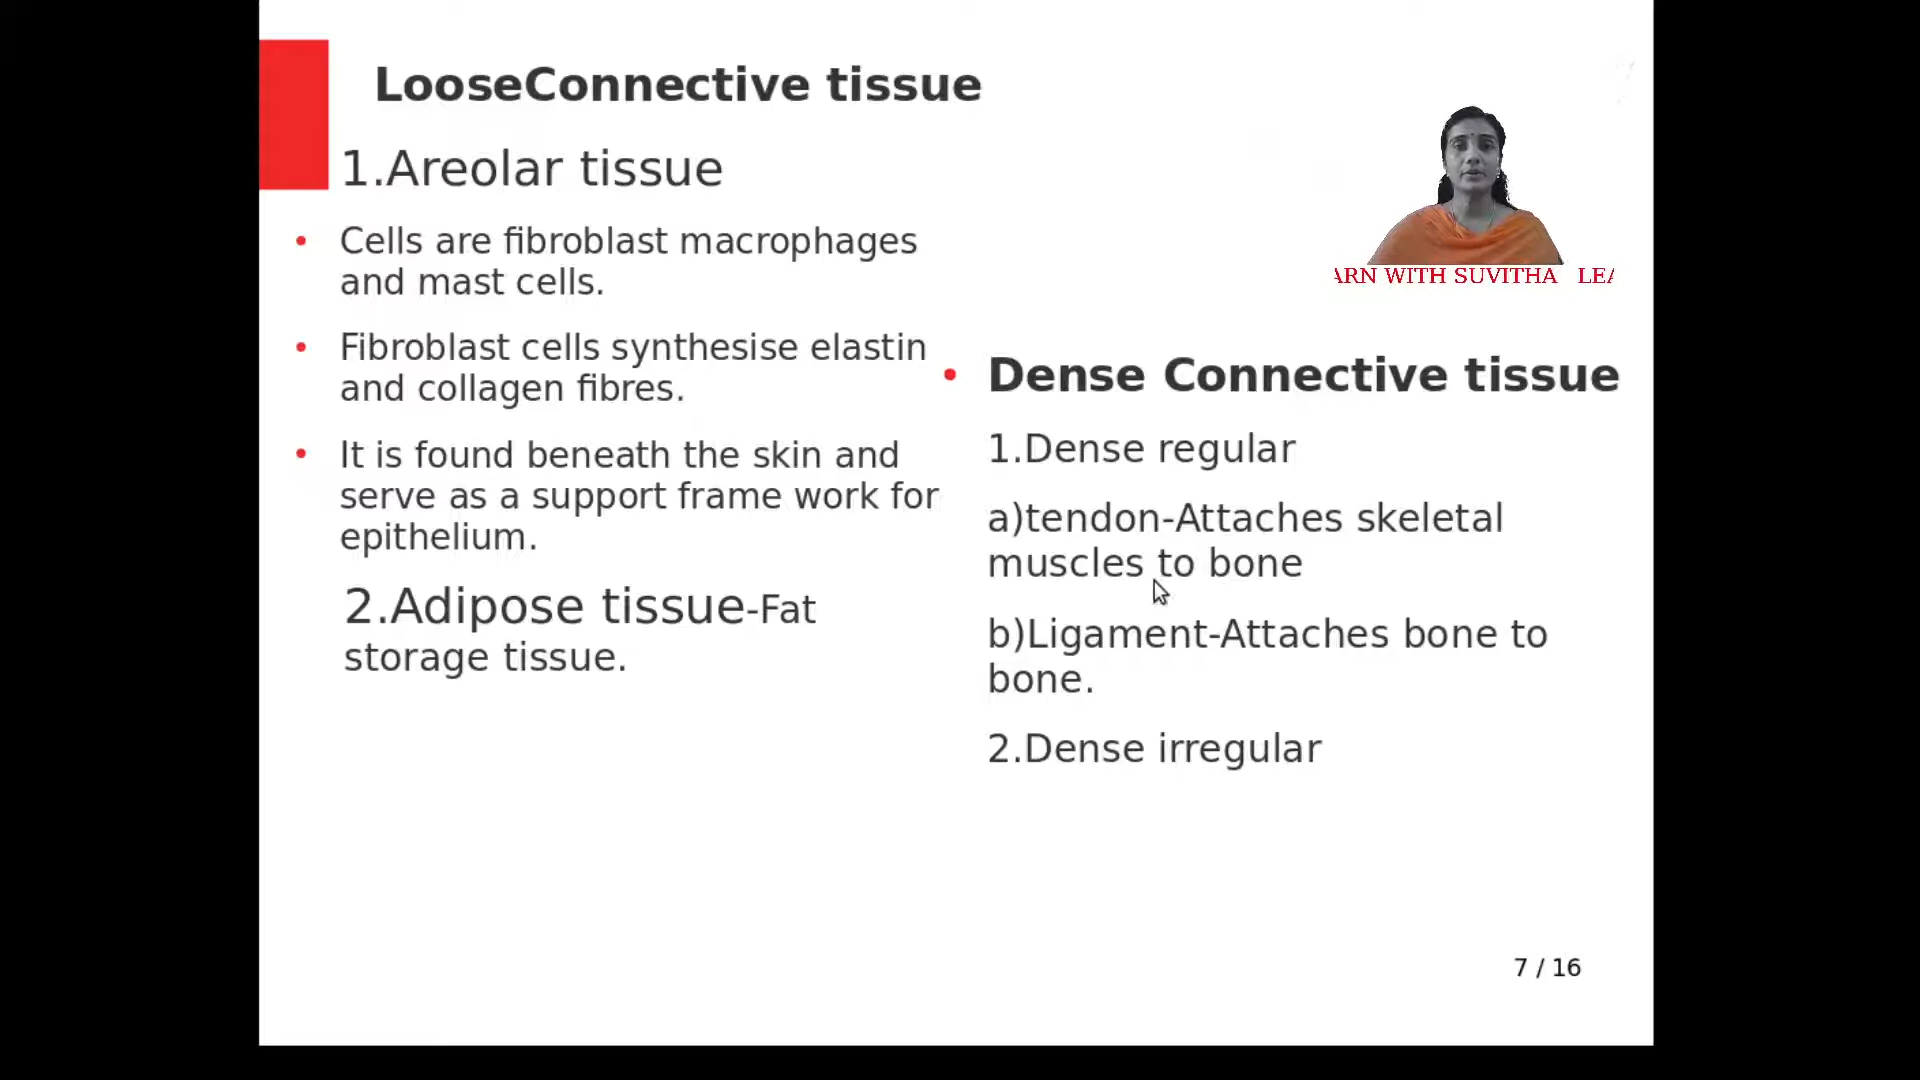 LooseConnective tissue
1.Areolar tissue
• Cells are fibroblast macrophages
and mast cells.
• Fibroblast cells synthesise elastin
and collagen fibres.
• It is found beneath the skin and
serve as a support frame work for
epithelium.
2.Adipose tissue-Fat
storage tissue.
ARN WITH SUVITHA LEA
• Dense Connective tissue
1.Dense regular
a)tendon-Attaches skeletal
muscles to bone
b)Ligament-Attaches bone to
bone.
2.Dense irregular
7 / 16